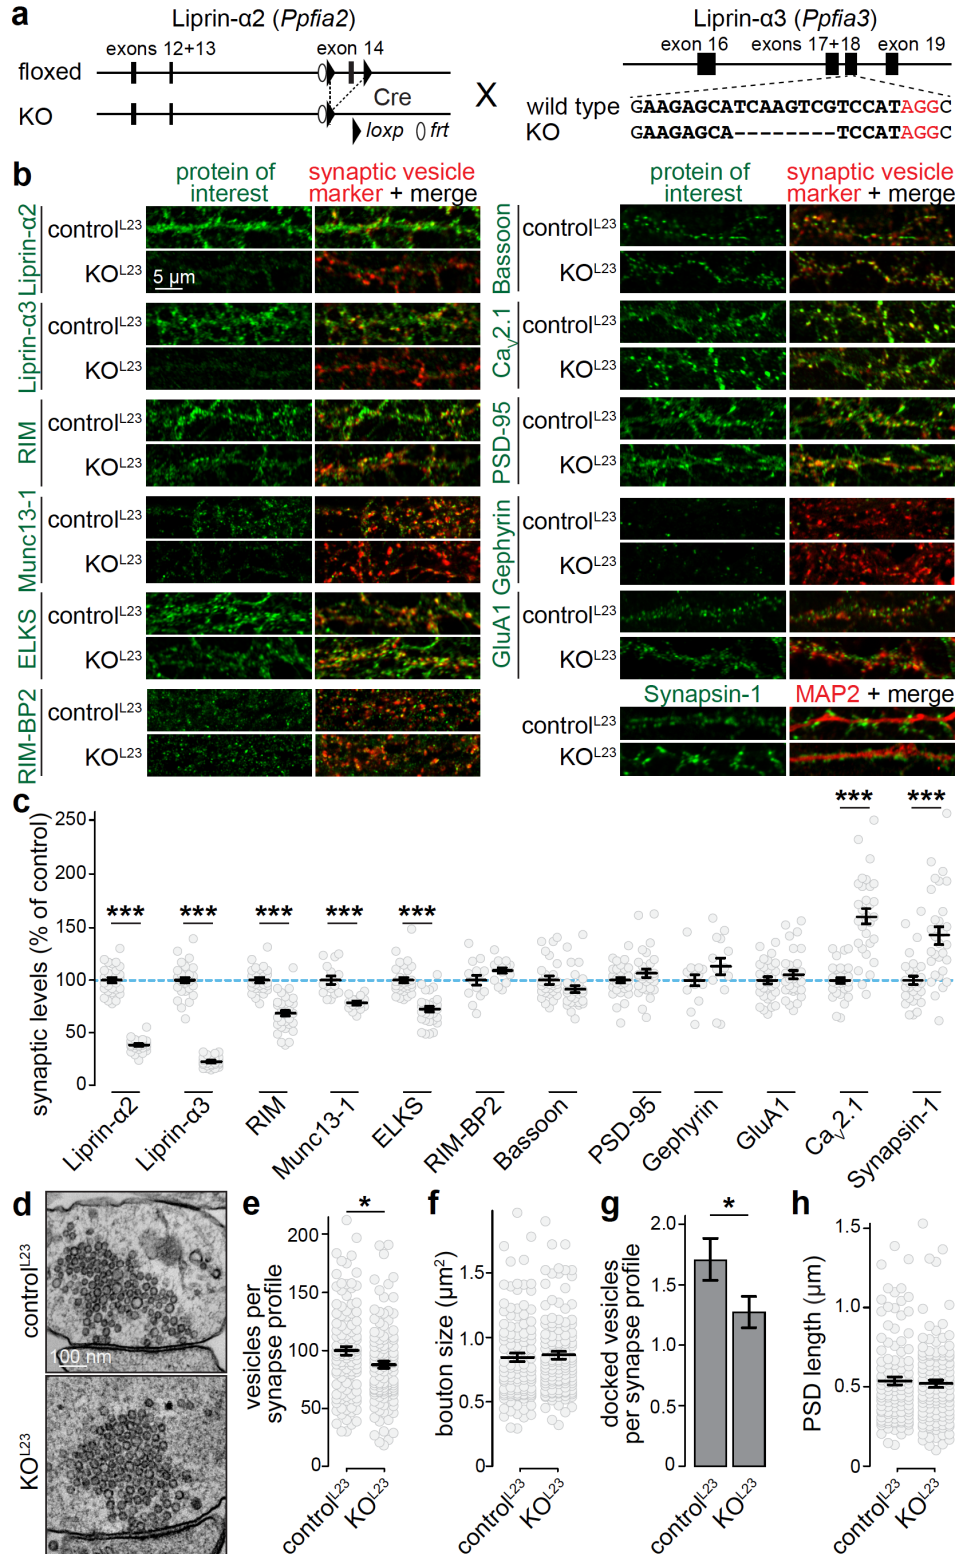 a
Liprin-α2 (Ppfia2)
Liprin-α3 (Ppfia3)
exons 12+13
exon 14
exon 16
exons 17+18
exon 19
floxed
Cre
KO
loxp
frt
X
wild type
GAAGAGCATCAAGTCGTCCATAGGC
KO
GAAGAGCA---------TCCATAGGC
b
protein of interest
synaptic vesicle marker + merge
protein of interest
synaptic vesicle marker + merge
Liprin-α2
controlL23
KOL23
5 µm
Liprin-α3
controlL23
KOL23
RIM
controlL23
KOL23
Munc13-1
controlL23
KOL23
ELKS
controlL23
KOL23
RIM-BP2
controlL23
KOL23
Bassoon
controlL23
KOL23
CaV2.1
controlL23
KOL23
PSD-95
controlL23
KOL23
Gephyrin
controlL23
KOL23
GluA1
controlL23
KOL23
Synapsin-1
MAP2 + merge
controlL23
KOL23
c
synaptic levels (% of control)
250
200
150
100
50
0
***
***
***
***
***
***
***
Liprin-α2
Liprin-α3
RIM
Munc13-1
ELKS
RIM-BP2
Bassoon
PSD-95
Gephyrin
GluA1
CaV2.1
Synapsin-1
d
controlL23
100 nm
KOL23
e
vesicles per
synapse profile
200
150
100
50
0
*
controlL23
KOL23
f
bouton size (µm2)
1.5
1.0
0.5
0
controlL23
KOL23
g
docked vesicles
per synapse profile
2.0
1.5
1.0
0.5
0
*
controlL23
KOL23
h
PSD length (µm)
1.5
1.0
0.5
0
controlL23
KOL23